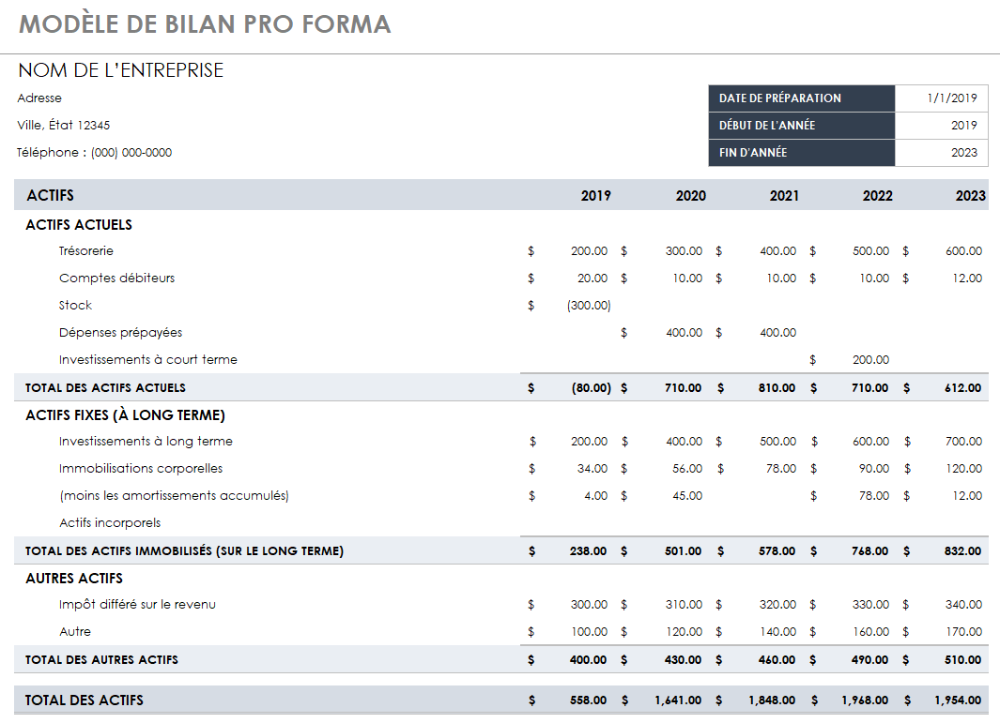 MODÈLE DE BILAN PRO FORMA
NOM DE L’ENTREPRISE
Adresse
Ville, État 12345
Téléphone : (000) 000-0000
DATE DE PRÉPARATION 1/1/2019
DÉBUT DE L'ANNÉE 2019
FIN D'ANNÉE 2023
ACTIFS 2019 2020 2021 2022 2023
ACTIFS ACTUELS
Trésorerie $ 200.00 $ 300.00 $ 400.00 $ 500.00 $ 600.00
Comptes débiteurs $ 20.00 $ 10.00 $ 10.00 $ 10.00 $ 12.00
Stock $ (300.00)
Dépenses prépayées $ 400.00 $ 400.00
Investissements à court terme $ 200.00
TOTAL DES ACTIFS ACTUELS $ (80.00) $ 710.00 $ 810.00 $ 710.00 $ 612.00
ACTIFS FIXES (À LONG TERME)
Investissements à long terme $ 200.00 $ 400.00 $ 500.00 $ 600.00 $ 700.00
Immobilisations corporelles $ 34.00 $ 56.00 $ 78.00 $ 90.00 $ 120.00
(moins les amortissements accumulés) $ 4.00 $ 45.00 $ 78.00 $ 12.00
Actifs incorporels
TOTAL DES ACTIFS IMMOBILISÉS (SUR LE LONG TERME) $ 238.00 $ 501.00 $ 578.00 $ 768.00 $ 832.00
AUTRES ACTIFS
Impôt différé sur le revenu $ 300.00 $ 310.00 $ 320.00 $ 330.00 $ 340.00
Autre $ 100.00 $ 120.00 $ 140.00 $ 160.00 $ 170.00
TOTAL DES AUTRES ACTIFS $ 400.00 $ 430.00 $ 460.00 $ 490.00 $ 510.00
TOTAL DES ACTIFS $ 558.00 $ 1,641.00 $ 1,848.00 $ 1,968.00 $ 1,954.00